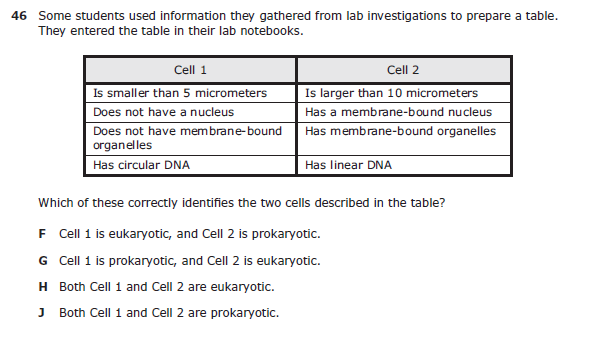 46 Some students used information they gathered from lab investigations to prepare a table.
They entered the table in their lab notebooks.
Cell 1 Cell 2
Is smaller than 5 micrometers Is larger than 10 micrometers
Does not have a nucleus Has a membrane-bound nucleus
Does not have membrane-bound Has membrane-bound organelles
organelles
Has circular DNA Has linear DNA
Which of these correctly identifies the two cells described in the table?
F Cell 1 is eukaryotic, and Cell 2 is prokaryotic.
G Cell 1 is prokaryotic, and Cell 2 is eukaryotic.
H Both Cell 1 and Cell 2 are eukaryotic.
J Both Cell 1 and Cell 2 are prokaryotic.